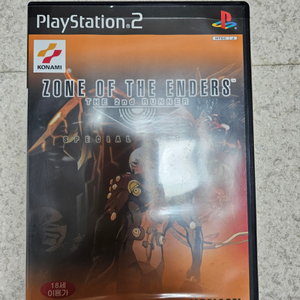 PlayStation 2
KONAMI
ZONE OF THE ENDERS
THE 2nd RUNNER
SPECIAL
18세
이용가